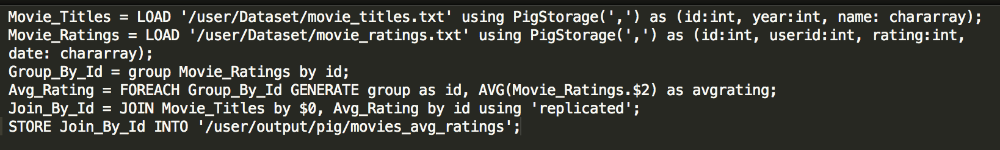 Movie_Titles = LOAD '/user/Dataset/movie_titles.txt' using PigStorage(',') as (id:int, year:int, name: chararray);
Movie_Ratings = LOAD '/user/Dataset/movie_ratings.txt' using PigStorage(',') as (id:int, userid:int, rating:int,
date: chararray);
Group_By_Id = group Movie_Ratings by id;
Avg_Rating = FOREACH Group_By_Id GENERATE group as id, AVG(Movie_Ratings.$2) as avgrating;
Join_By_Id = JOIN Movie_Titles by $0, Avg_Rating by id using 'replicated';
STORE Join_By_Id INTO '/user/output/pig/movies_avg_ratings';